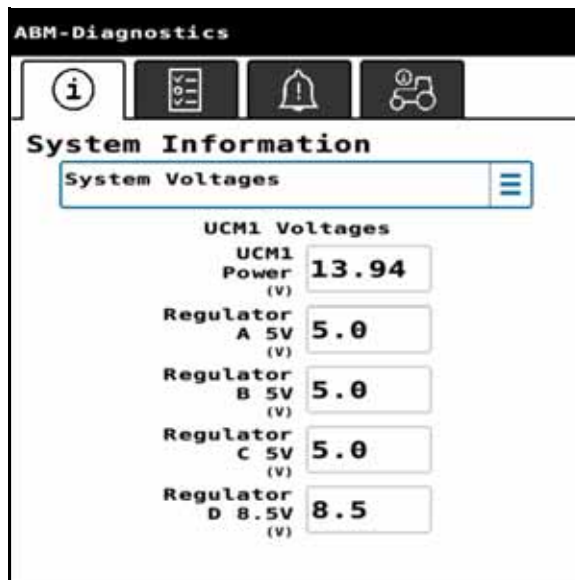 ABM-Diagnostics
System Information
System Voltages
UCM1 Voltages
UCM1
Power
(V)
13.94
Regulator
A 5V
(V)
5.0
Regulator
B 5V
(V)
5.0
Regulator
C 5V
(V)
5.0
Regulator
D 8.5V
(V)
8.5